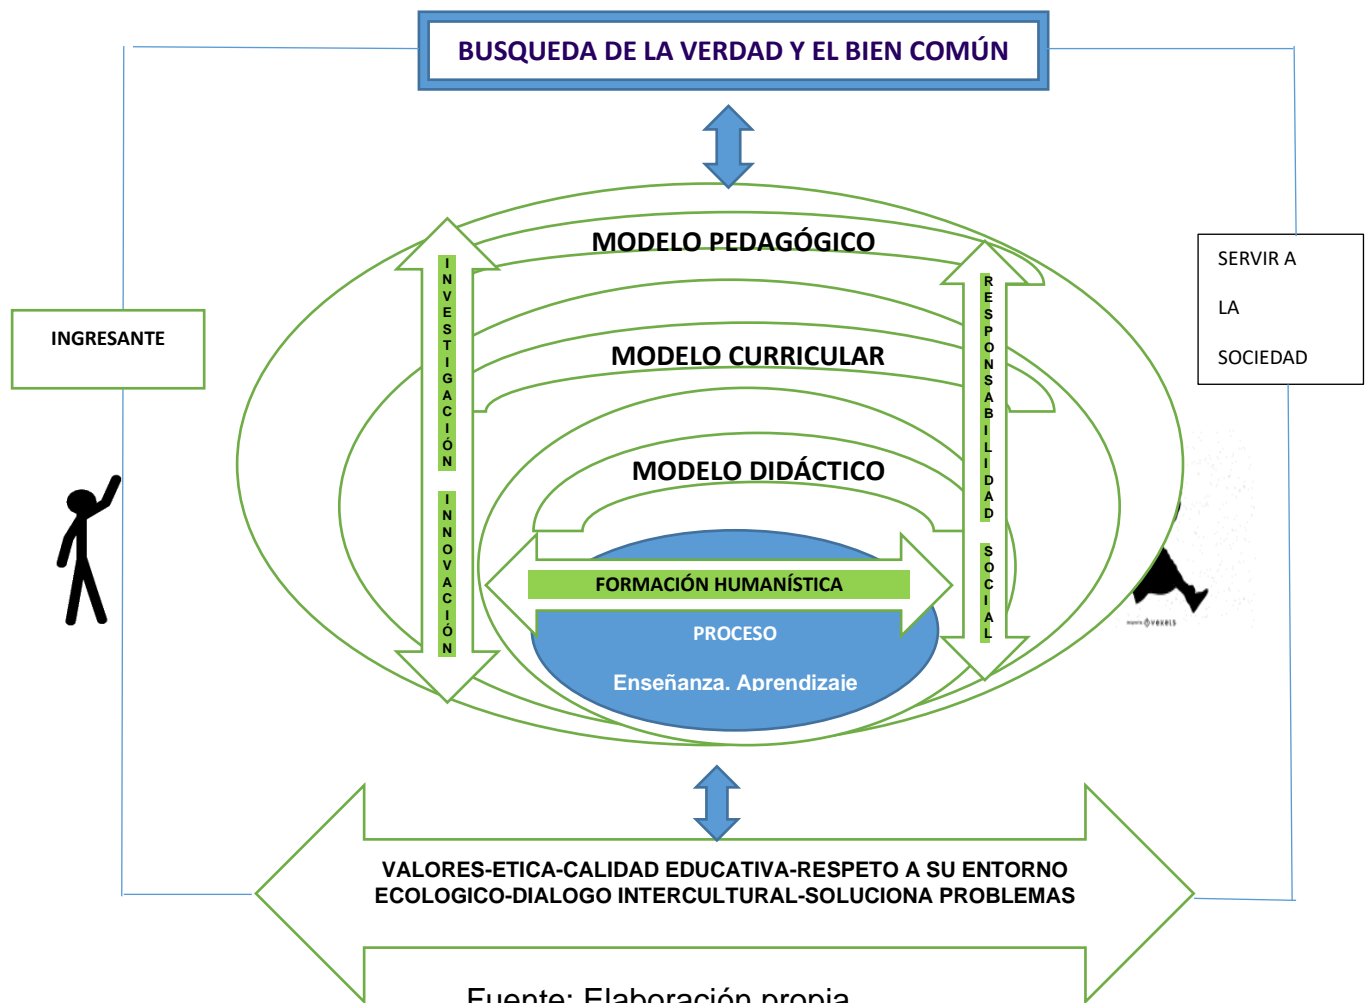 BUSQUEDA DE LA VERDAD Y EL BIEN COMÚN
MODELO PEDAGÓGICO
INVESTIGACIÓN INNOVACIÓN
RESPONSABILIDAD SOCIAL
SERVIR A
LA
SOCIEDAD
INGRESANTE
MODELO CURRICULAR
MODELO DIDÁCTICO
FORMACIÓN HUMANÍSTICA
PROCESO
Enseñanza. Aprendizaje
vexels
VALORES-ETICA-CALIDAD EDUCATIVA-RESPETO A SU ENTORNO
ECOLOGICO-DIALOGO INTERCULTURAL-SOLUCIONA PROBLEMAS
Fuente: Elaboración propia